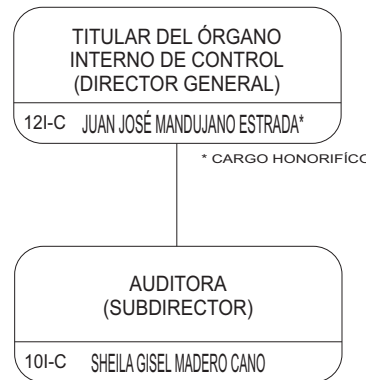 TITULAR DEL ÓRGANO
INTERNO DE CONTROL
(DIRECTOR GENERAL)
12I-C JUAN JOSÉ MANDUJANO ESTRADA*
* CARGO HONORIFÍCO
AUDITORA
(SUBDIRECTOR)
10I-C SHEILA GISEL MADERO CANO